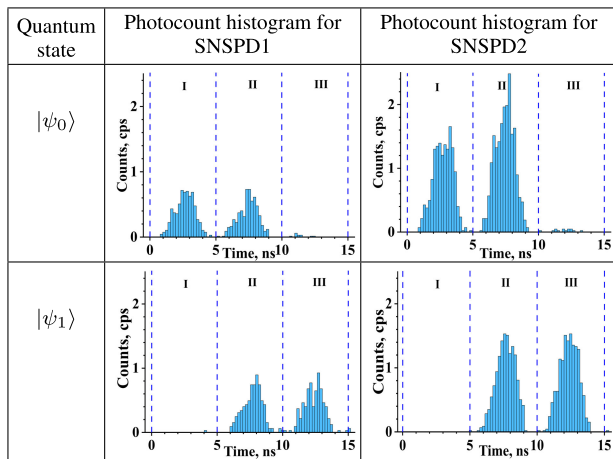 Quantum state
Photocount histogram for SNSPD1
Photocount histogram for SNSPD2
|ψ₀⟩
Counts, cps
2
1
0
I
II
III
0 5 10 15
Time, ns
Counts, cps
2
1
0
I
II
III
0 5 10 15
Time, ns
|ψ₁⟩
Counts, cps
2
1
0
I
II
III
0 5 10 15
Time, ns
Counts, cps
2
1
0
I
II
III
0 5 10 15
Time, ns